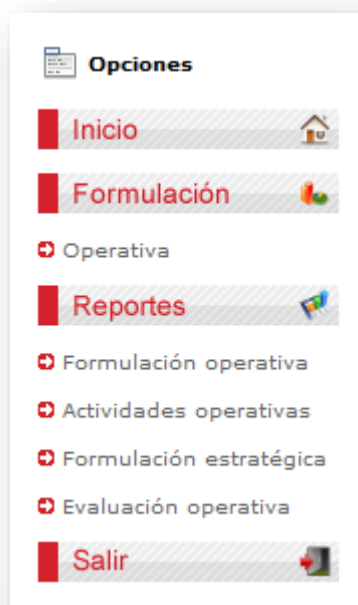 Opciones
Inicio
Formulación
Operativa
Reportes
Formulación operativa
Actividades operativas
Formulación estratégica
Evaluación operativa
Salir